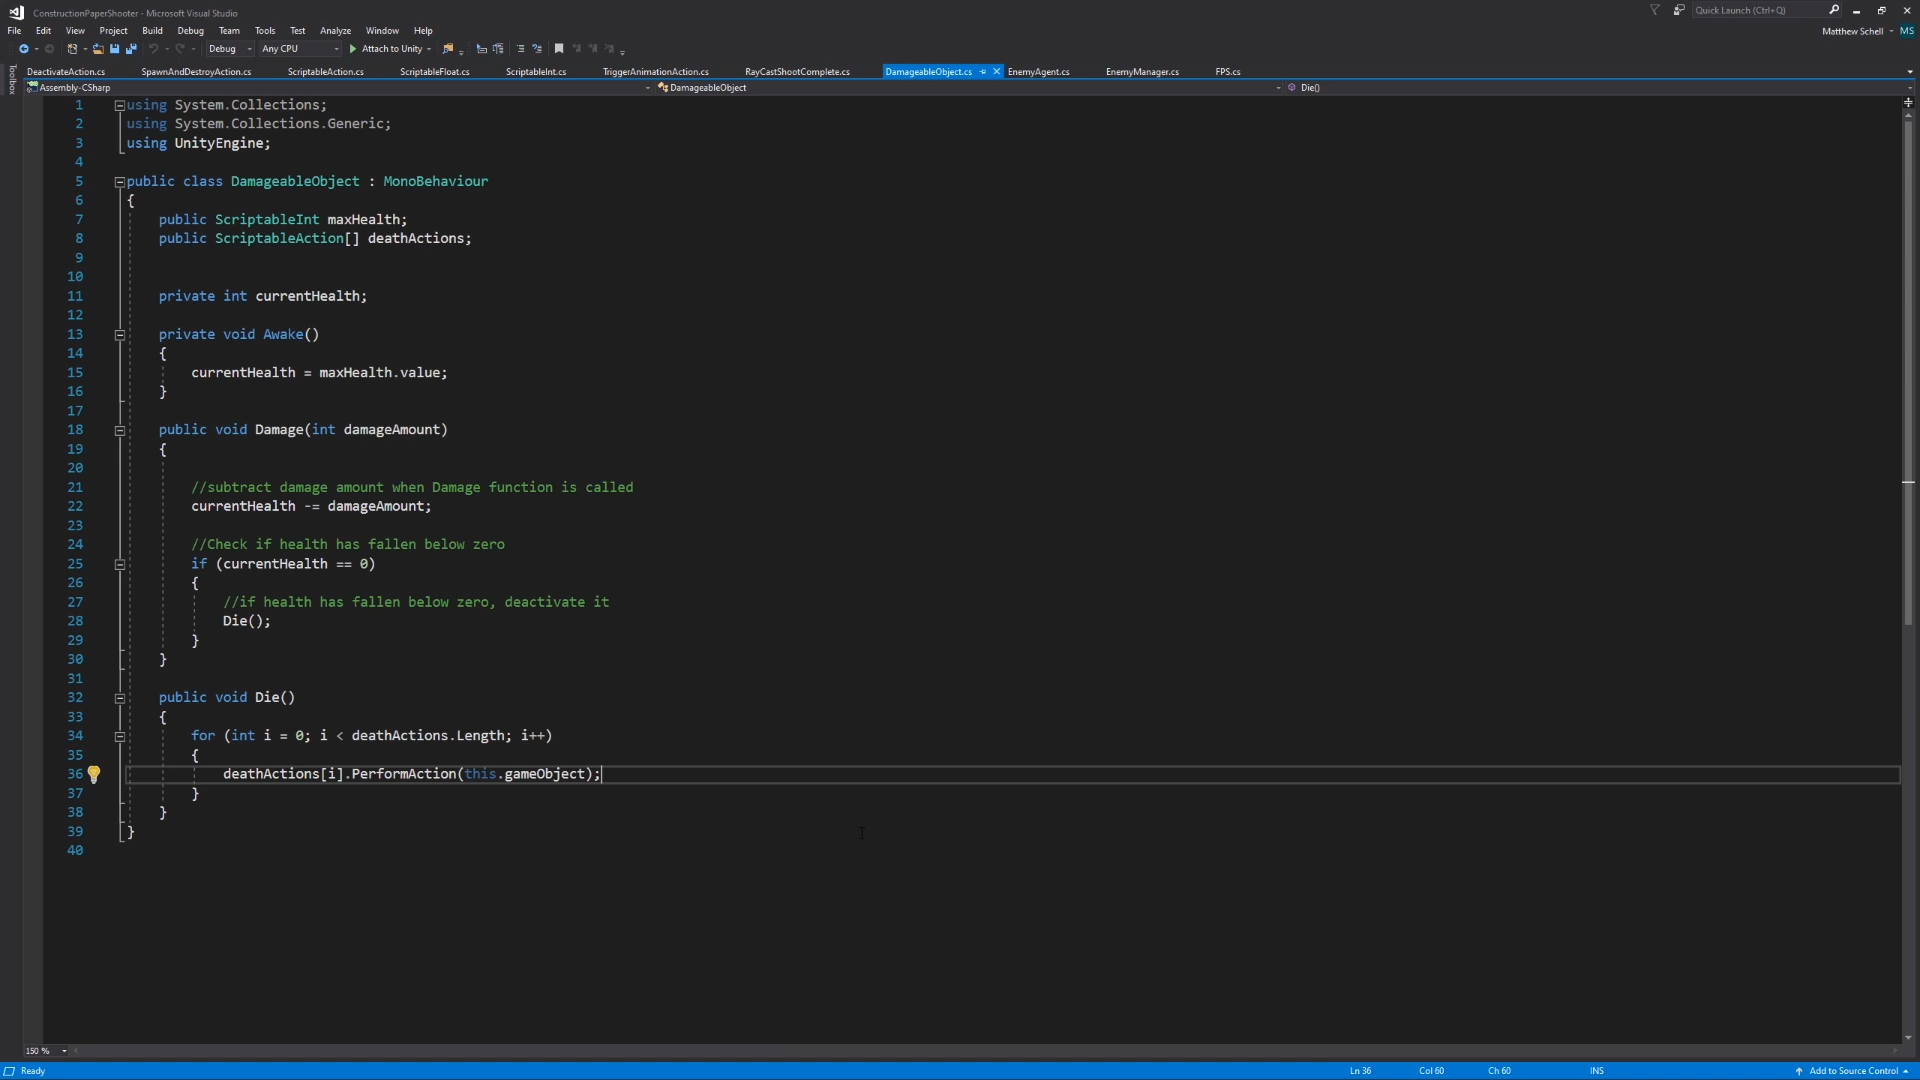 ConstructionPaperShooter - Microsoft Visual Studio
Quick Launch (Ctrl+Q)
File Edit View Project Build Debug Team Tools Test Analyze Window Help
Matthew Schell MS
Debug Any CPU Attach to Unity
Toolbox
DeactivateAction.cs SpawnAndDestroyAction.cs ScriptableAction.cs ScriptableFloat.cs ScriptableInt.cs TriggerAnimationAction.cs RayCastShootComplete.cs DamageableObject.cs EnemyAgent.cs EnemyManager.cs FPS.cs
Assembly-CSharp DamageableObject Die()
1 using System.Collections;
2 using System.Collections.Generic;
3 using UnityEngine;
4
5 public class DamageableObject : MonoBehaviour
6 {
7 public ScriptableInt maxHealth;
8 public ScriptableAction[] deathActions;
9
10
11 private int currentHealth;
12
13 private void Awake()
14 {
15 currentHealth = maxHealth.value;
16 }
17
18 public void Damage(int damageAmount)
19 {
20
21 //subtract damage amount when Damage function is called
22 currentHealth -= damageAmount;
23
24 //Check if health has fallen below zero
25 if (currentHealth == 0)
26 {
27 //if health has fallen below zero, deactivate it
28 Die();
29 }
30 }
31
32 public void Die()
33 {
34 for (int i = 0; i < deathActions.Length; i++)
35 {
36 deathActions[i].PerformAction(this.gameObject);
37 }
38 }
39 }
40
150 %
Ready Ln 36 Col 60 Ch 60 INS Add to Source Control